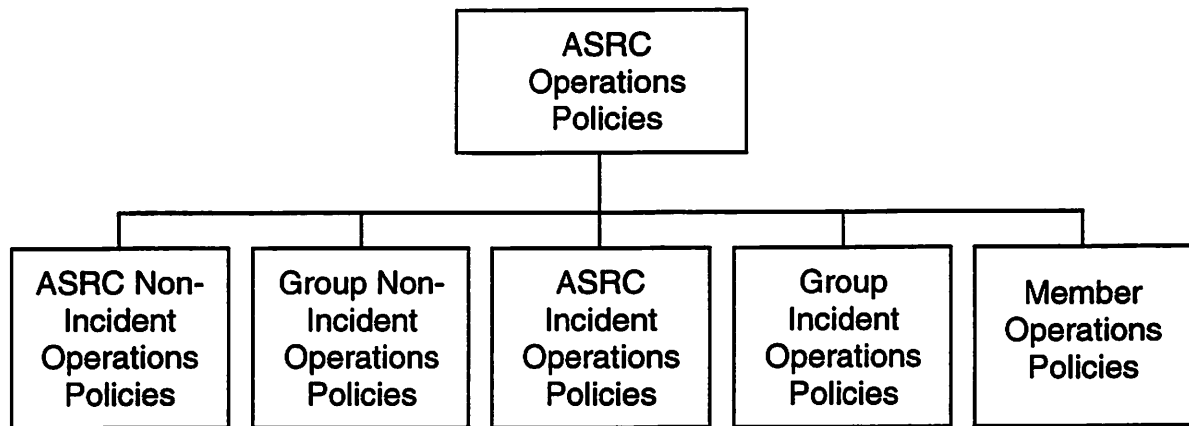 ASRC
Operations
Policies
ASRC Non-
Incident
Operations
Policies
Group Non-
Incident
Operations
Policies
ASRC
Incident
Operations
Policies
Group
Incident
Operations
Policies
Member
Operations
Policies